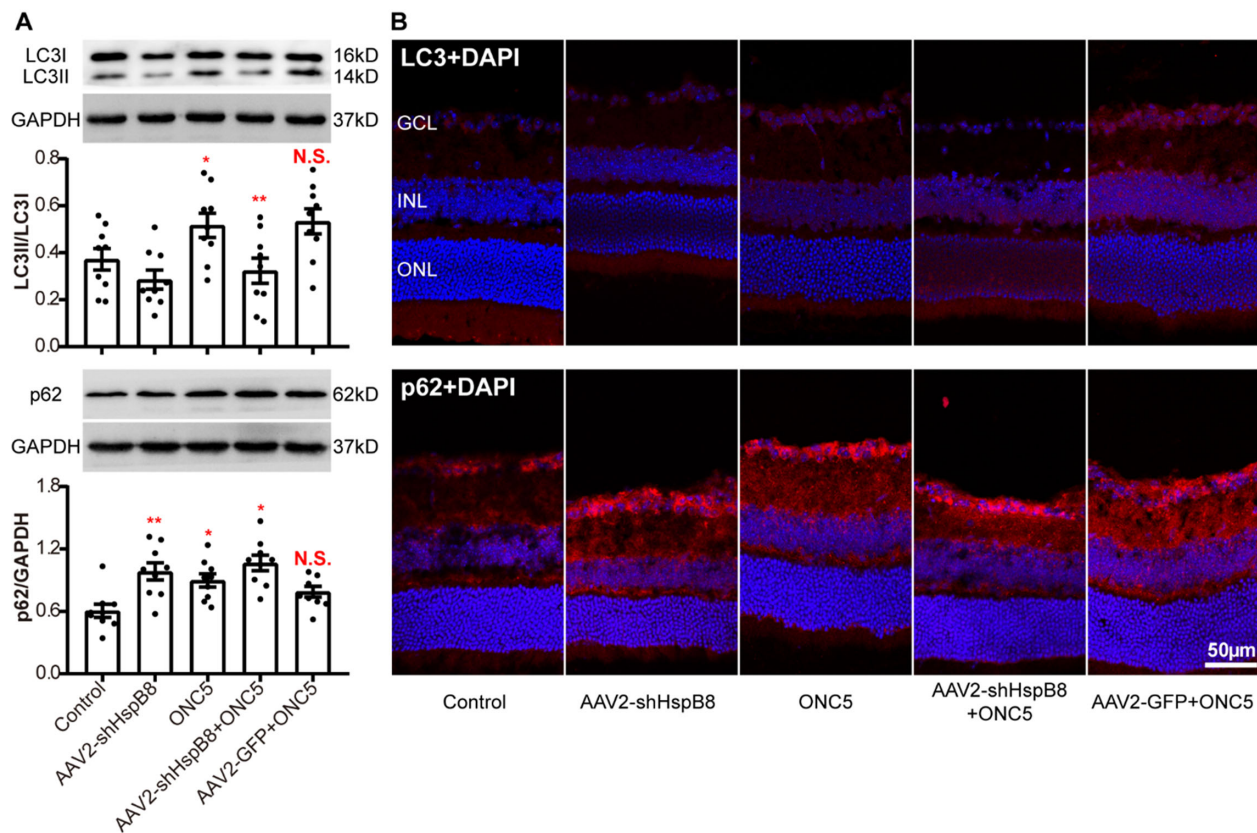 A
LC3I
16kD
LC3II
14kD
GAPDH
37kD
N.S.
*
**
0.8
0.6
0.4
0.2
0.0
LC3II/LC3I
p62
62kD
GAPDH
37kD
**
*
*
N.S.
1.8
1.2
0.6
0.0
p62/GAPDH
Control
AAV2-shHspB8
ONC5
AAV2-shHspB8+ONC5
AAV2-GFP+ONC5
B
LC3+DAPI
GCL
INL
ONL
p62+DAPI
50μm
Control
AAV2-shHspB8
ONC5
AAV2-shHspB8
+ONC5
AAV2-GFP+ONC5